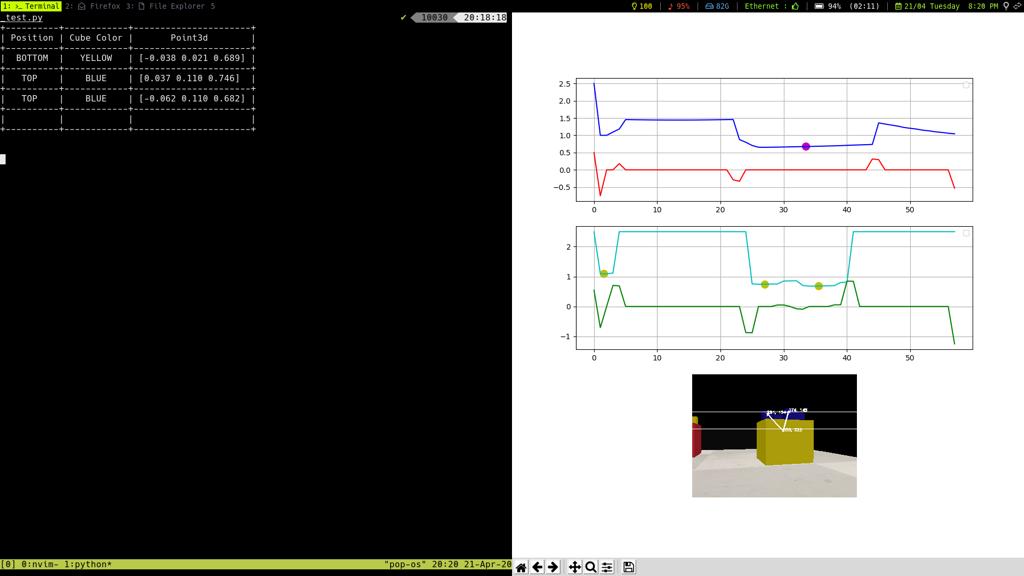 1: Terminal 2: Firefox 3: File Explorer 5
100 95% 82G Ethernet : 94% (02:11) 21/04 Tuesday 8:20 PM
_test.py
10030 20:18:18
Position | Cube Color | Point3d
BOTTOM | YELLOW | [-0.038 0.021 0.689]
TOP | BLUE | [0.037 0.110 0.746]
TOP | BLUE | [-0.062 0.110 0.682]
2.5
2.0
1.5
1.0
0.5
0.0
−0.5
0 10 20 30 40 50
2
1
0
−1
0 10 20 30 40 50
[0] 0:nvim- 1:python* "pop-os" 20:20 21-Apr-20